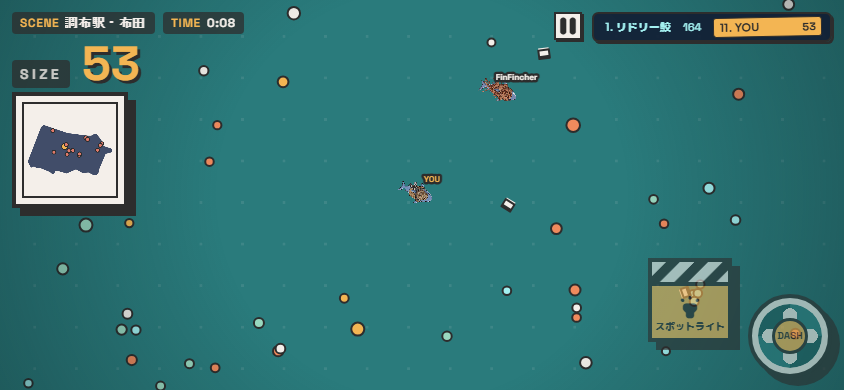 SCENE 調布駅・布田 TIME 0:08
1. リドリー鮫 164 11. YOU 53
SIZE 53
FinFincher
YOU
スポットライト
DASH